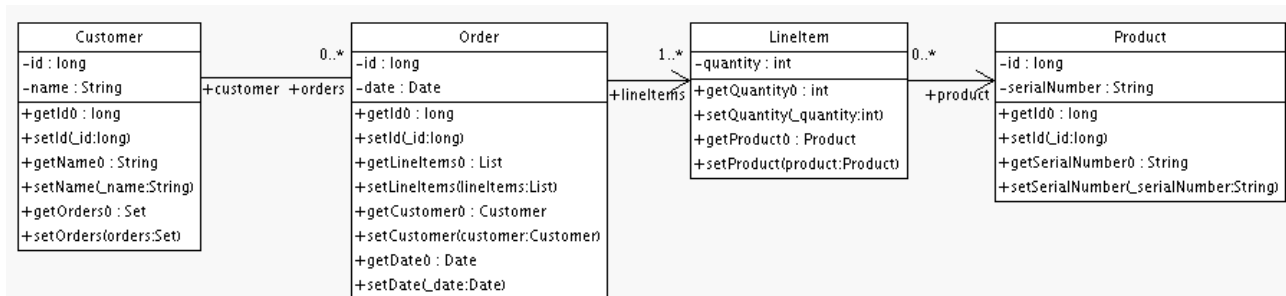 Customer
-id : long
-name : String
+getId() : long
+setId(_id:long)
+getName() : String
+setName(_name:String)
+getOrders() : Set
+setOrders(orders:Set)
0..*
+customer +orders
Order
-id : long
-date : Date
+getId() : long
+setId(_id:long)
+getLineItems() : List
+setLineItems(lineItems:List)
+getCustomer() : Customer
+setCustomer(customer:Customer)
+getDate() : Date
+setDate(_date:Date)
1..*
+lineItems
LineItem
-quantity : int
+getQuantity() : int
+setQuantity(_quantity:int)
+getProduct() : Product
+setProduct(product:Product)
0..*
+product
Product
-id : long
-serialNumber : String
+getId() : long
+setId(_id:long)
+getSerialNumber() : String
+setSerialNumber(_serialNumber:String)